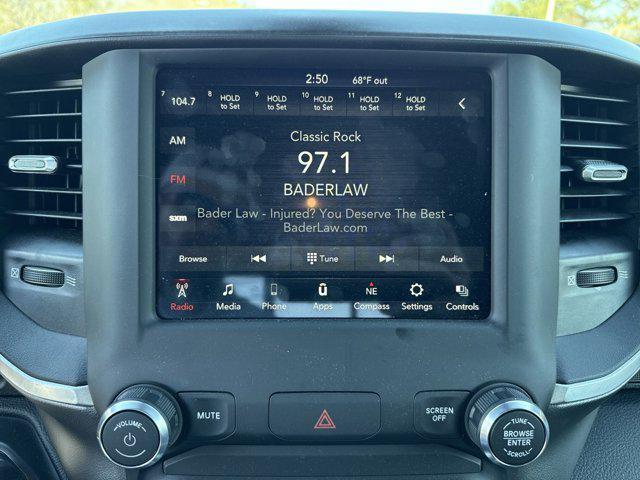 2:50 68°F out
7 104.7 8 HOLD to Set 9 HOLD to Set 10 HOLD to Set 11 HOLD to Set 12 HOLD to Set
AM
Classic Rock
97.1
FM
BADERLAW
sxm
Bader Law - Injured? You Deserve The Best -
BaderLaw.com
Browse Tune Audio
NE
Radio Media Phone Apps Compass Settings Controls
VOLUME
MUTE
SCREEN
OFF
TUNE
BROWSE
ENTER
SCROLL